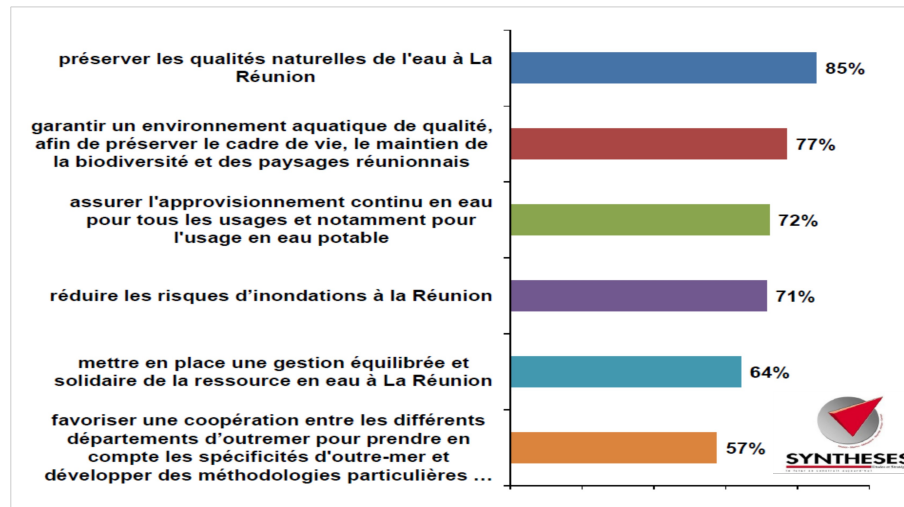 préserver les qualités naturelles de l'eau à La
Réunion
85%
garantir un environnement aquatique de qualité,
afin de préserver le cadre de vie, le maintien de
la biodiversité et des paysages réunionnais
77%
assurer l'approvisionnement continu en eau
pour tous les usages et notamment pour
l'usage en eau potable
72%
réduire les risques d’inondations à la Réunion
71%
mettre en place une gestion équilibrée et
solidaire de la ressource en eau à La Réunion
64%
favoriser une coopération entre les différents
départements d’outremer pour prendre en
compte les spécificités d'outre-mer et
développer des méthodologies particulières ...
57%
SYNTHESES